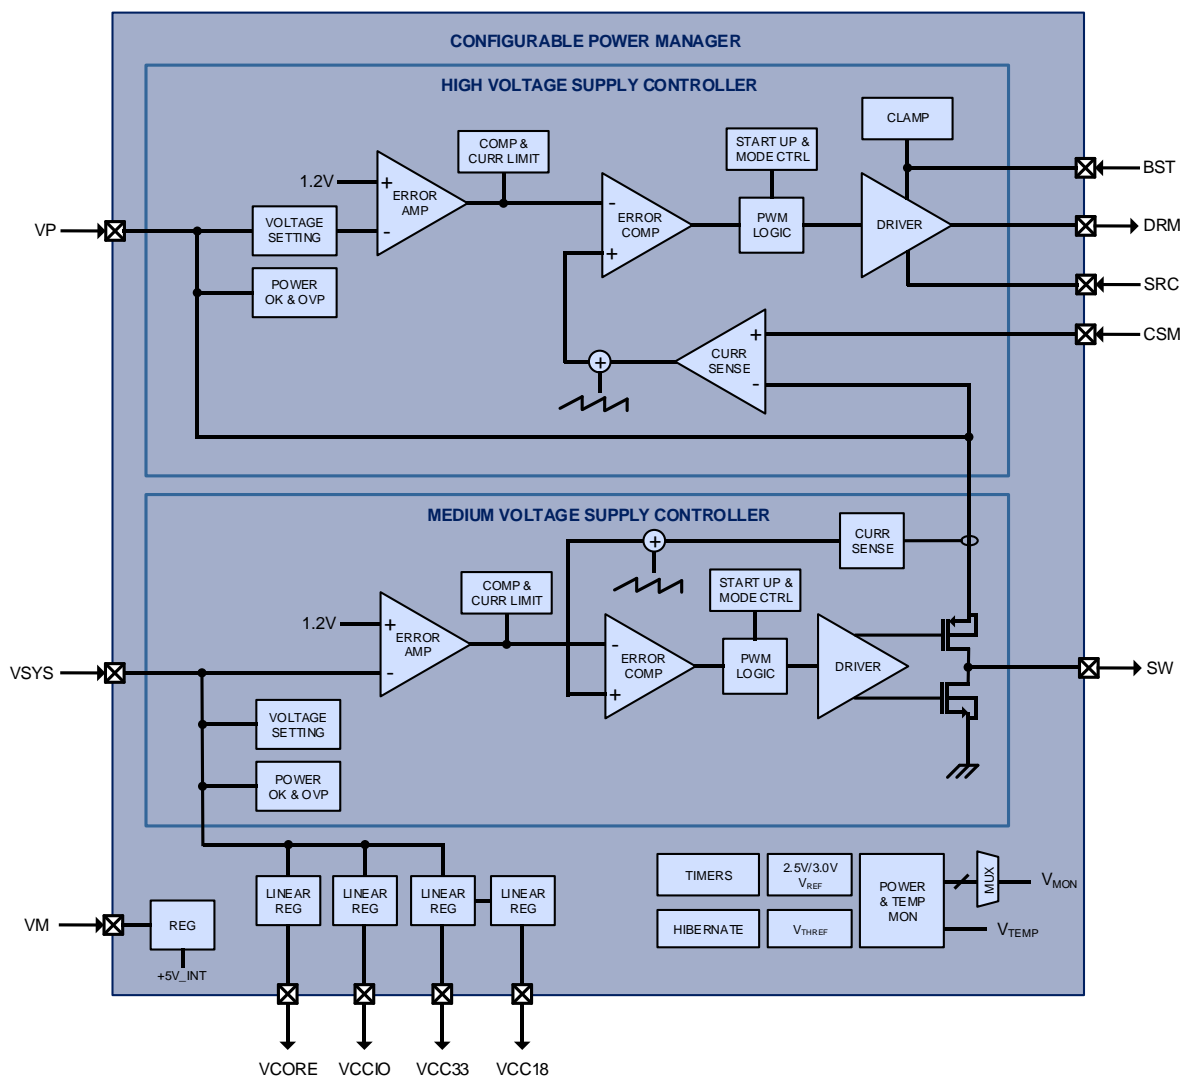 CONFIGURABLE POWER MANAGER
HIGH VOLTAGE SUPPLY CONTROLLER
CLAMP
COMP &
CURR LIMIT
START UP &
MODE CTRL
BST
1.2V
+
ERROR
AMP
-
VOLTAGE
SETTING
-
ERROR
COMP
+
PWM
LOGIC
DRIVER
DRM
VP
POWER
OK & OVP
SRC
CSM
+
CURR
SENSE
-
+
MEDIUM VOLTAGE SUPPLY CONTROLLER
CURR
SENSE
+
COMP &
CURR LIMIT
START UP &
MODE CTRL
1.2V
+
ERROR
AMP
-
-
ERROR
COMP
+
PWM
LOGIC
DRIVER
VSYS
SW
VOLTAGE
SETTING
POWER
OK & OVP
LINEAR
REG
LINEAR
REG
LINEAR
REG
LINEAR
REG
TIMERS
2.5V/3.0V
VREF
POWER
& TEMP
MON
MUX
VMON
VM
REG
HIBERNATE
VTHREF
VTEMP
+5V_INT
VCORE
VCCIO
VCC33
VCC18